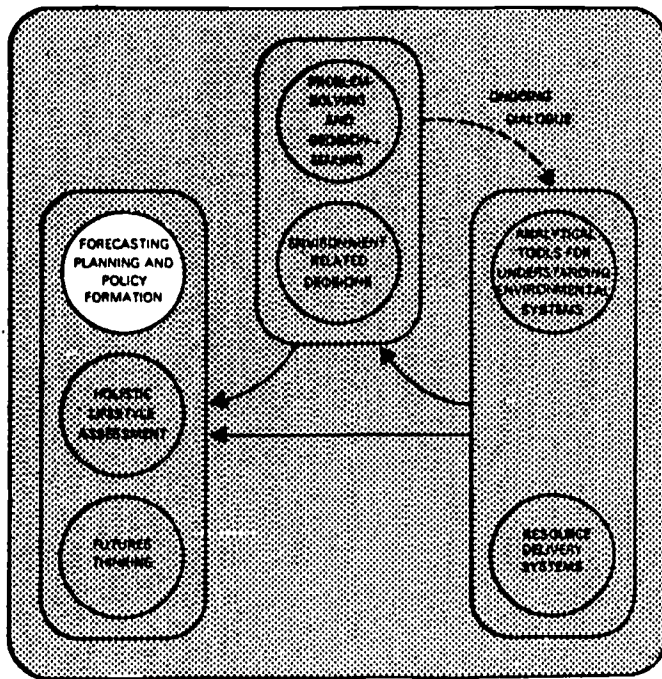 PROBLEM
SOLVING
AND
DECISION-
MAKING
ONGOING
DIALOGUE
ENVIRONMENT
RELATED
DECISIONS
FORECASTING
PLANNING AND
POLICY
FORMATION
HOLISTIC
LIFESTYLE
ASSESSMENT
FUTURES
THINKING
ANALYTICAL
TOOLS FOR
UNDERSTANDING
ENVIRONMENTAL
SYSTEMS
RESOURCE
DELIVERY
SYSTEMS